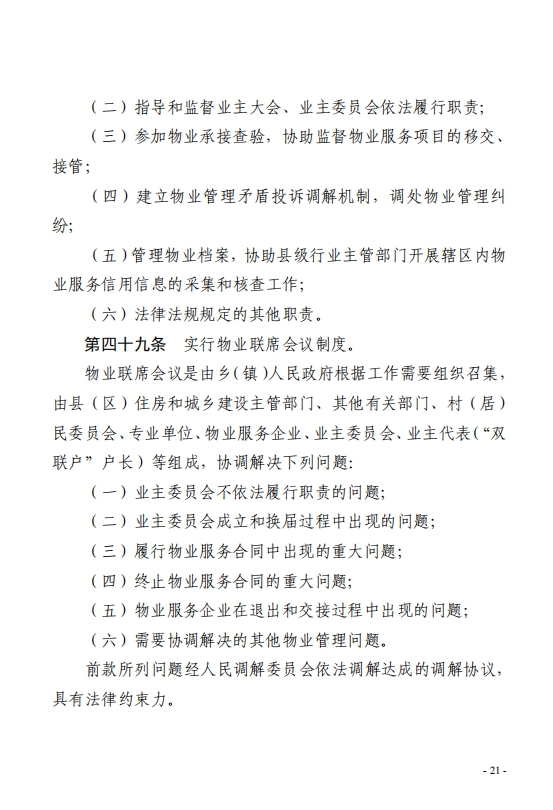 （二）指导和监督业主大会、业主委员会依法履行职责；
（三）参加物业承接查验，协助监督物业服务项目的移交、
接管；
（四）建立物业管理矛盾投诉调解机制，调处物业管理纠
纷；
（五）管理物业档案，协助县级行业主管部门开展辖区内物
业服务信用信息的采集和核查工作；
（六）法律法规规定的其他职责。
第四十九条　实行物业联席会议制度。
物业联席会议是由乡（镇）人民政府根据工作需要组织召集，
由县（区）住房和城乡建设主管部门、其他有关部门、村（居）
民委员会、专业单位、物业服务企业、业主委员会、业主代表（“双
联户”户长）等组成，协调解决下列问题：
（一）业主委员会不依法履行职责的问题；
（二）业主委员会成立和换届过程中出现的问题；
（三）履行物业服务合同中出现的重大问题；
（四）终止物业服务合同的重大问题；
（五）物业服务企业在退出和交接过程中出现的问题；
（六）需要协调解决的其他物业管理问题。
前款所列问题经人民调解委员会依法调解达成的调解协议，
具有法律约束力。
- 21 -